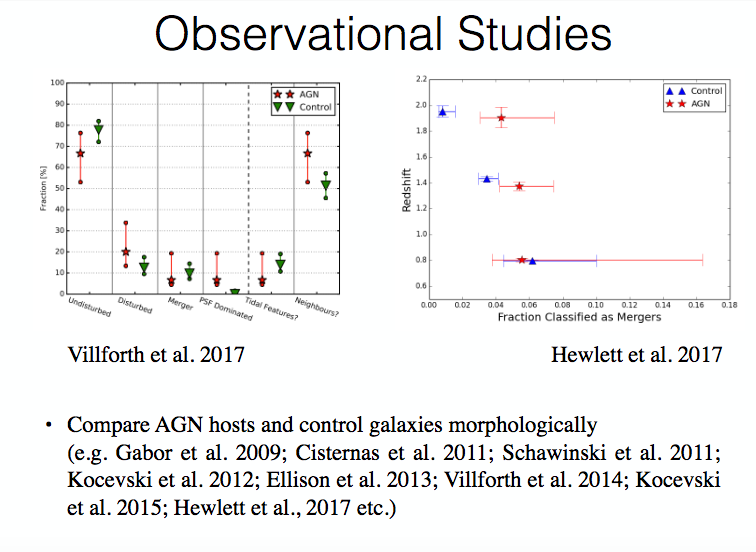 Observational Studies
100
90
80
70
60
50
40
30
20
10
0
Fraction [%]
AGN
Control
Undisturbed
Disturbed
Merger
PSF Dominated
Tidal Features?
Neighbours?
2.2
2.0
1.8
1.6
1.4
1.2
1.0
0.8
0.6
Redshift
Control
AGN
0.00 0.02 0.04 0.06 0.08 0.10 0.12 0.14 0.16 0.18
Fraction Classified as Mergers
Villforth et al. 2017
Hewlett et al. 2017
• Compare AGN hosts and control galaxies morphologically
(e.g. Gabor et al. 2009; Cisternas et al. 2011; Schawinski et al. 2011;
Kocevski et al. 2012; Ellison et al. 2013; Villforth et al. 2014; Kocevski
et al. 2015; Hewlett et al., 2017 etc.)